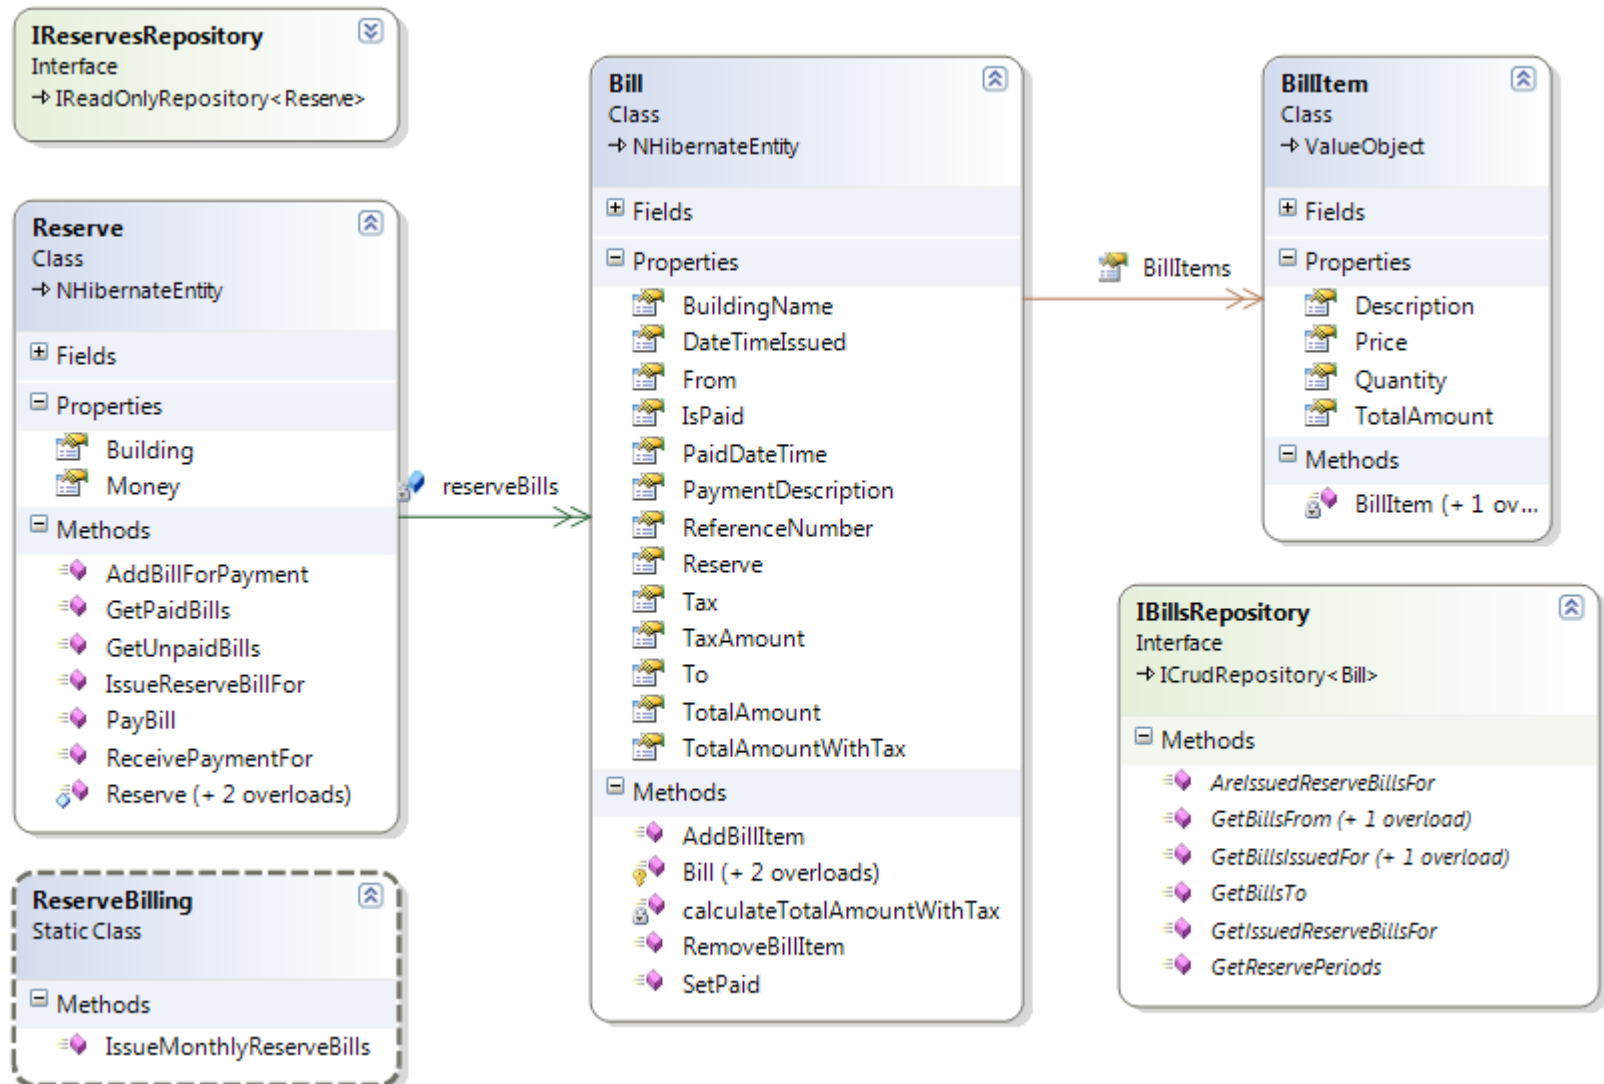 IReservesRepository
Interface
IReadOnlyRepository<Reserve>
Reserve
Class
NHibernateEntity
Fields
Properties
Building
Money
Methods
AddBillForPayment
GetPaidBills
GetUnpaidBills
IssueReserveBillFor
PayBill
ReceivePaymentFor
Reserve (+ 2 overloads)
ReserveBilling
Static Class
Methods
IssueMonthlyReserveBills
reserveBills
Bill
Class
NHibernateEntity
Fields
Properties
BuildingName
DateTimeIssued
From
IsPaid
PaidDateTime
PaymentDescription
ReferenceNumber
Reserve
Tax
TaxAmount
To
TotalAmount
TotalAmountWithTax
Methods
AddBillItem
Bill (+ 2 overloads)
calculateTotalAmountWithTax
RemoveBillItem
SetPaid
BillItems
BillItem
Class
ValueObject
Fields
Properties
Description
Price
Quantity
TotalAmount
Methods
BillItem (+ 1 ov...
IBillsRepository
Interface
ICrudRepository<Bill>
Methods
AreIssuedReserveBillsFor
GetBillsFrom (+ 1 overload)
GetBillsIssuedFor (+ 1 overload)
GetBillsTo
GetIssuedReserveBillsFor
GetReservePeriods